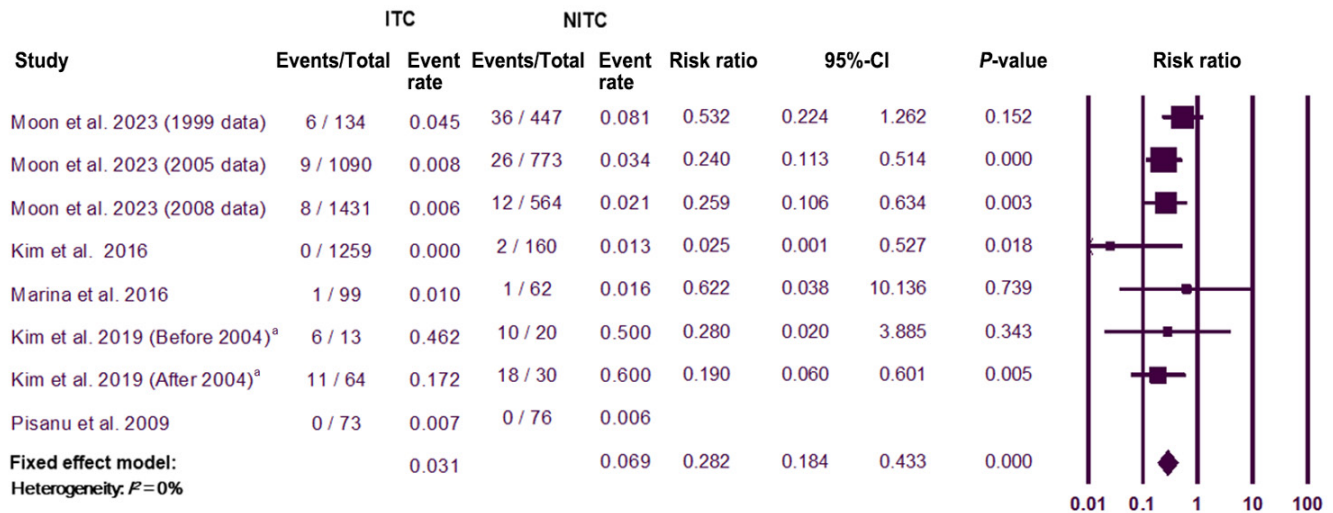 ITC NITC
Study Events/Total Event rate Events/Total Event rate Risk ratio 95%-CI P-value Risk ratio
Moon et al. 2023 (1999 data) 6 / 134 0.045 36 / 447 0.081 0.532 0.224 1.262 0.152
Moon et al. 2023 (2005 data) 9 / 1090 0.008 26 / 773 0.034 0.240 0.113 0.514 0.000
Moon et al. 2023 (2008 data) 8 / 1431 0.006 12 / 564 0.021 0.259 0.106 0.634 0.003
Kim et al. 2016 0 / 1259 0.000 2 / 160 0.013 0.025 0.001 0.527 0.018
Marina et al. 2016 1 / 99 0.010 1 / 62 0.016 0.622 0.038 10.136 0.739
Kim et al. 2019 (Before 2004)ᵃ 6 / 13 0.462 10 / 20 0.500 0.280 0.020 3.885 0.343
Kim et al. 2019 (After 2004)ᵃ 11 / 64 0.172 18 / 30 0.600 0.190 0.060 0.601 0.005
Pisanu et al. 2009 0 / 73 0.007 0 / 76 0.006
Fixed effect model: 0.031 0.069 0.282 0.184 0.433 0.000
Heterogeneity: I²=0%
0.01 0.1 1 10 100